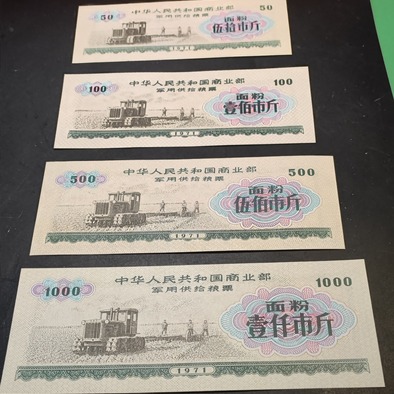 50
中华人民共和国商业部
50
军用供给粮票
面粉
伍拾市斤
1971
100
中华人民共和国商业部
100
军用供给粮票
面粉
壹佰市斤
1971
500
中华人民共和国商业部
500
军用供给粮票
面粉
伍佰市斤
1971
1000
中华人民共和国商业部
1000
军用供给粮票
面粉
壹仟市斤
1971